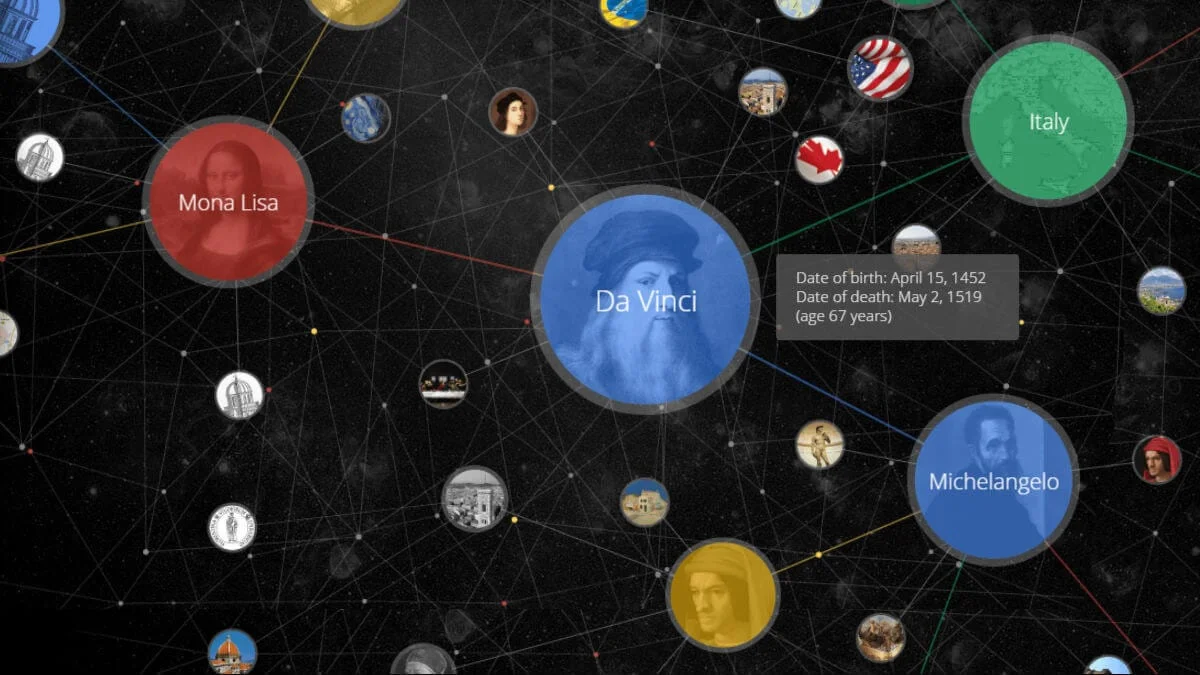 Italy
Mona Lisa
Da Vinci
Date of birth: April 15, 1452
Date of death: May 2, 1519
(age 67 years)
Michelangelo